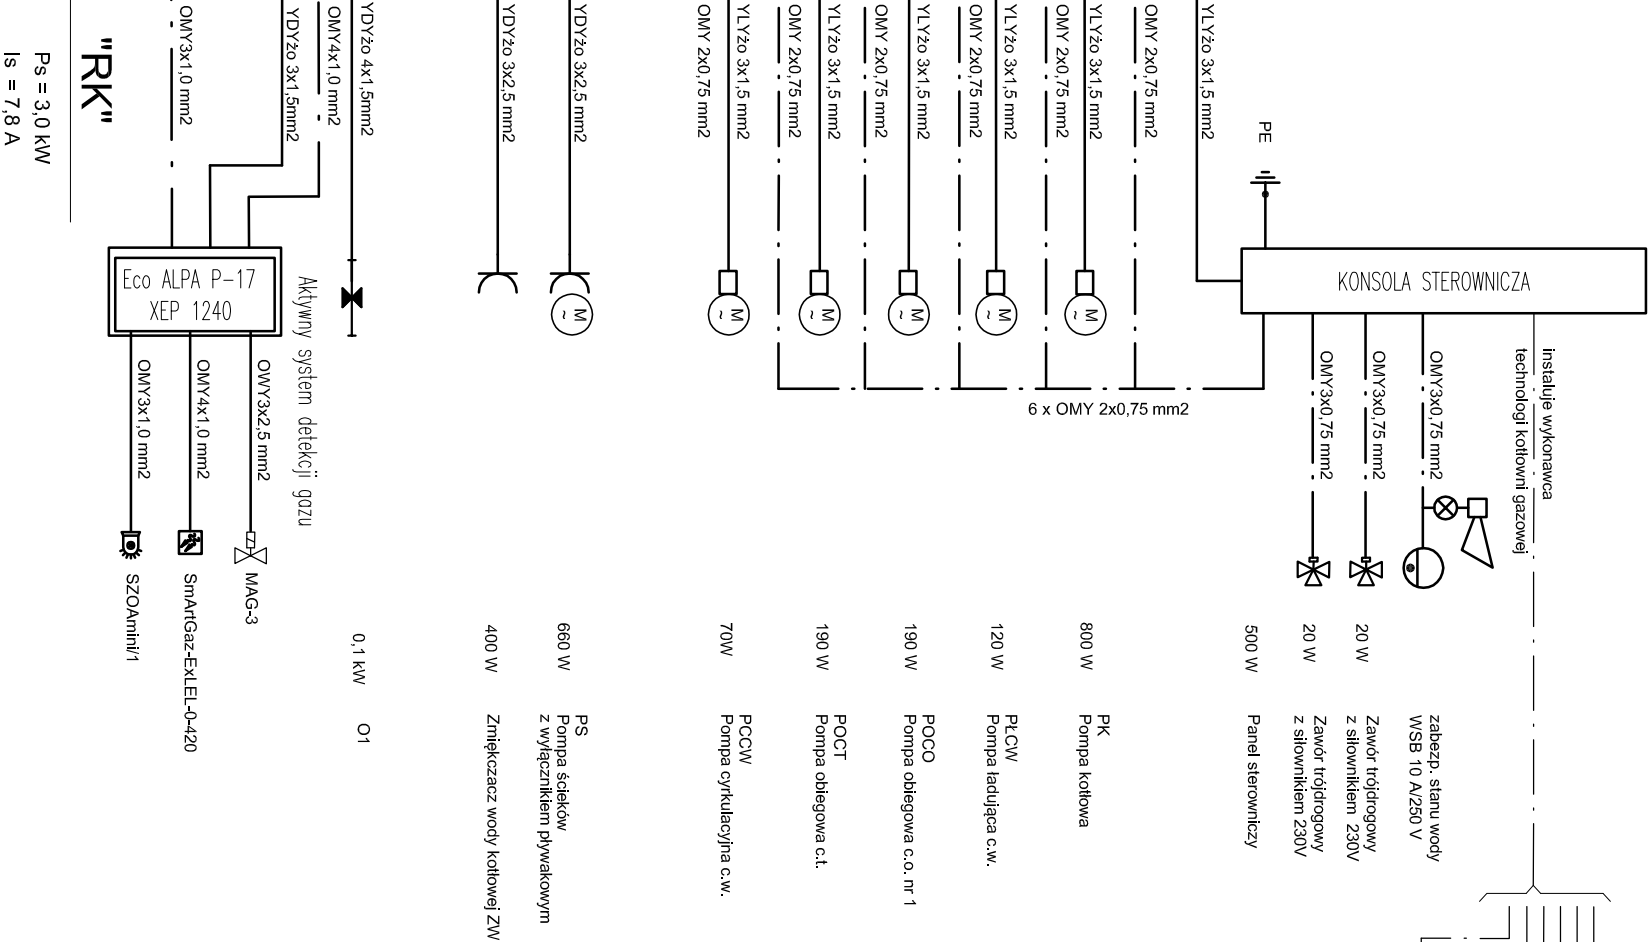 YLYżo 3x1,5 mm2
OMY 2x0,75 mm2
YLYżo 3x1,5 mm2
OMY 2x0,75 mm2
YLYżo 3x1,5 mm2
OMY 2x0,75 mm2
YLYżo 3x1,5 mm2
OMY 2x0,75 mm2
YLYżo 3x1,5 mm2
OMY 2x0,75 mm2
YLYżo 3x1,5 mm2
OMY 2x0,75 mm2
YDYżo 3x2,5 mm2
YDYżo 3x2,5 mm2
YDYżo 4x1,5mm2
OMY4x1,0 mm2
YDYżo 3x1,5mm2
OMY3x1,0 mm2
"RK"
Ps = 3,0 kW
Is = 7,8 A
PE
KONSOLA STEROWNICZA
instaluje wykonawca
technologi kotłowni gazowej
OMY3x0,75 mm2
OMY3x0,75 mm2
OMY3x0,75 mm2
6 x OMY 2x0,75 mm2
M
~
M
~
M
~
M
~
M
~
M
~
Aktywny system detekcji gazu
Eco ALPA P-17
XEP 1240
OWY3x2,5 mm2
OMY4x1,0 mm2
OMY3x1,0 mm2
MAG-3
SmArtGaz-ExLEL-0-420
SZOAmini/1
zabezp. stanu wody
WSB 10 A/250 V
20 W
Zawór trójdrogowy
z siłownikiem 230V
20 W
Zawór trójdrogowy
z siłownikiem 230V
500 W
Panel sterowniczy
800 W
PK
Pompa kotłowa
120 W
PŁCW
Pompa ładująca c.w.
190 W
POCO
Pompa obiegowa c.o. nr 1
190 W
POCT
Pompa obiegowa c.t.
70W
PCCW
Pompa cyrkulacyjna c.w.
660 W
PS
Pompa ścieków
z wyłącznikiem pływakowym
400 W
Zmiękczacz wody kotłowej ZW
0,1 kW
O1